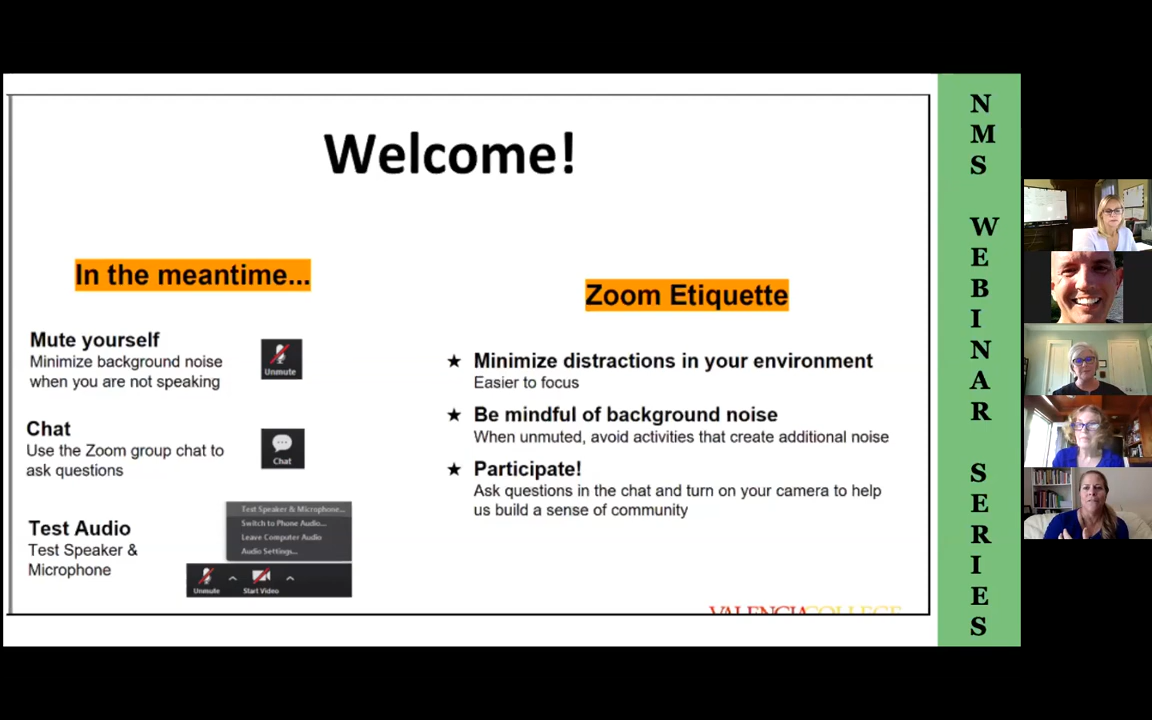 Welcome!
In the meantime...
Mute yourself
Minimize background noise
when you are not speaking
Unmute
Chat
Use the Zoom group chat to
ask questions
Chat
Test Audio
Test Speaker &
Microphone
Test Speaker & Microphone...
Switch to Phone Audio...
Leave Computer Audio
Audio Settings...
Unmute
Start Video
Zoom Etiquette
★ Minimize distractions in your environment
Easier to focus
★ Be mindful of background noise
When unmuted, avoid activities that create additional noise
★ Participate!
Ask questions in the chat and turn on your camera to help
us build a sense of community
VALENCIACOLLEGE
NMS WEBINAR SERIES